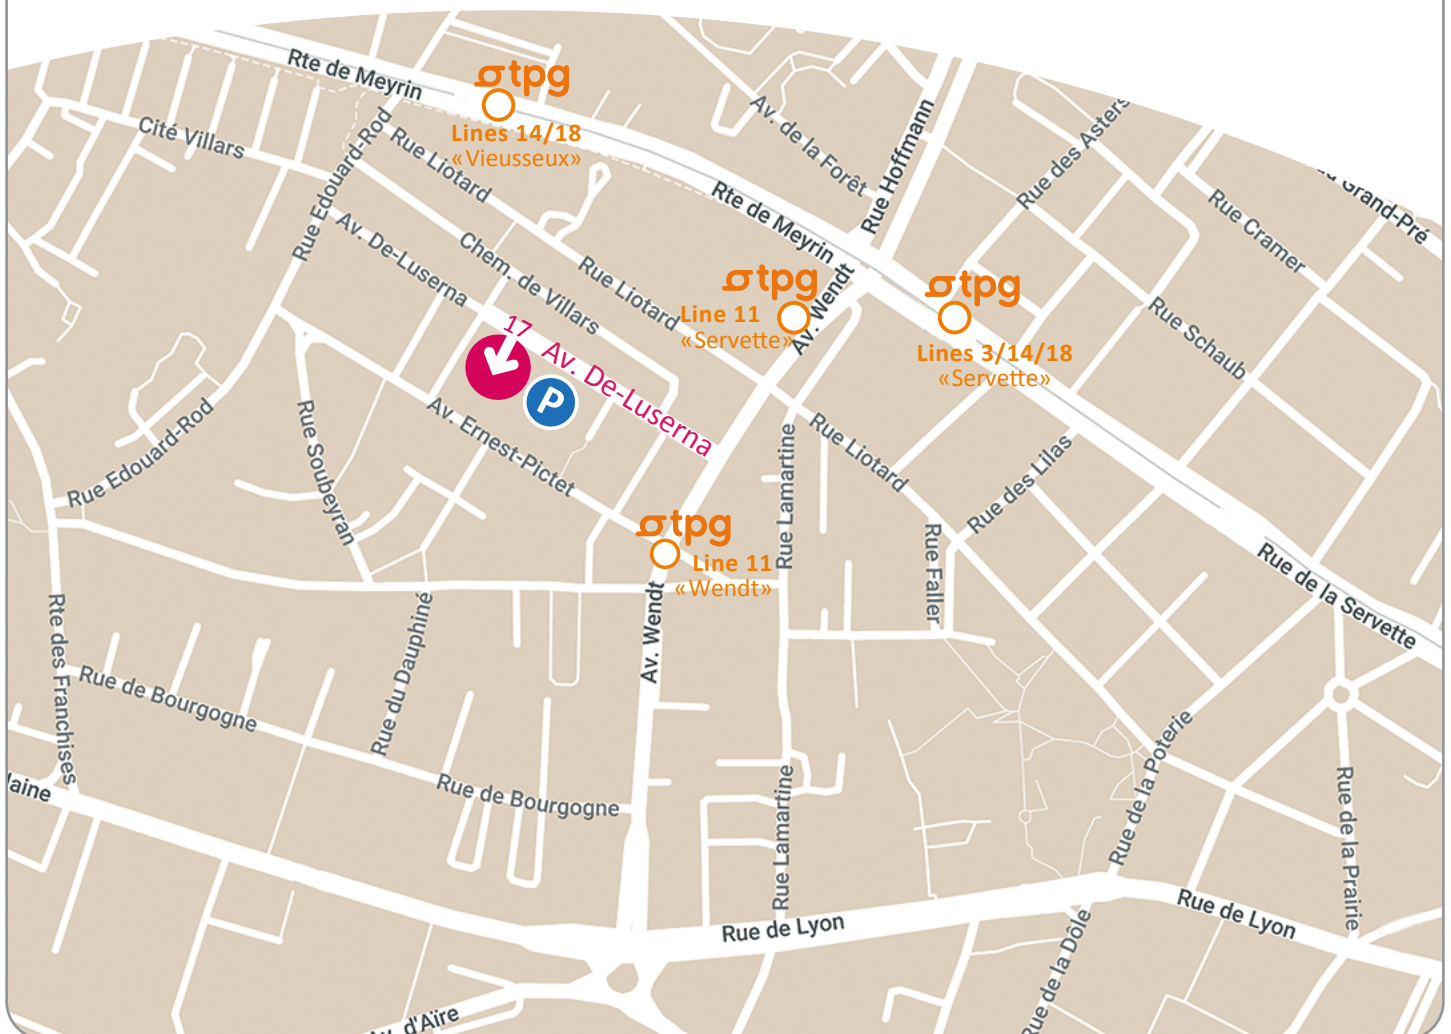 Rte de Meyrin
tpg
Lines 14/18
«Vieusseux»
Cité Villars
Rue Edouard-Rod
Rue Liotard
Av. de la Forêt
Rue Hoffmann
Rue des Asters
Grand-Pré
Rue Cramer
Rte de Meyrin
Av. De-Luserna
Chem. de Villars
Rue Liotard
tpg
Line 11
«Servette»
Av. Wendt
tpg
Lines 3/14/18
«Servette»
Rue Schaub
17 Av. De-Luserna
P
Av. Ernest-Pictet
Rue Edouard-Rod
Rue Soubeyran
Rue Lamartine
Rue Liotard
Rue des Lilas
Rue Faller
tpg
Line 11
«Wendt»
Av. Wendt
Rue de la Servette
Rte des Franchises
Rue du Dauphiné
Rue de Bourgogne
Rue de Bourgogne
laine
Rue Lamartine
Rue de la Poterie
Rue de la Prairie
Rue de Lyon
Rue de Lyon
Rue de la Dôle
Av. d'Aïre